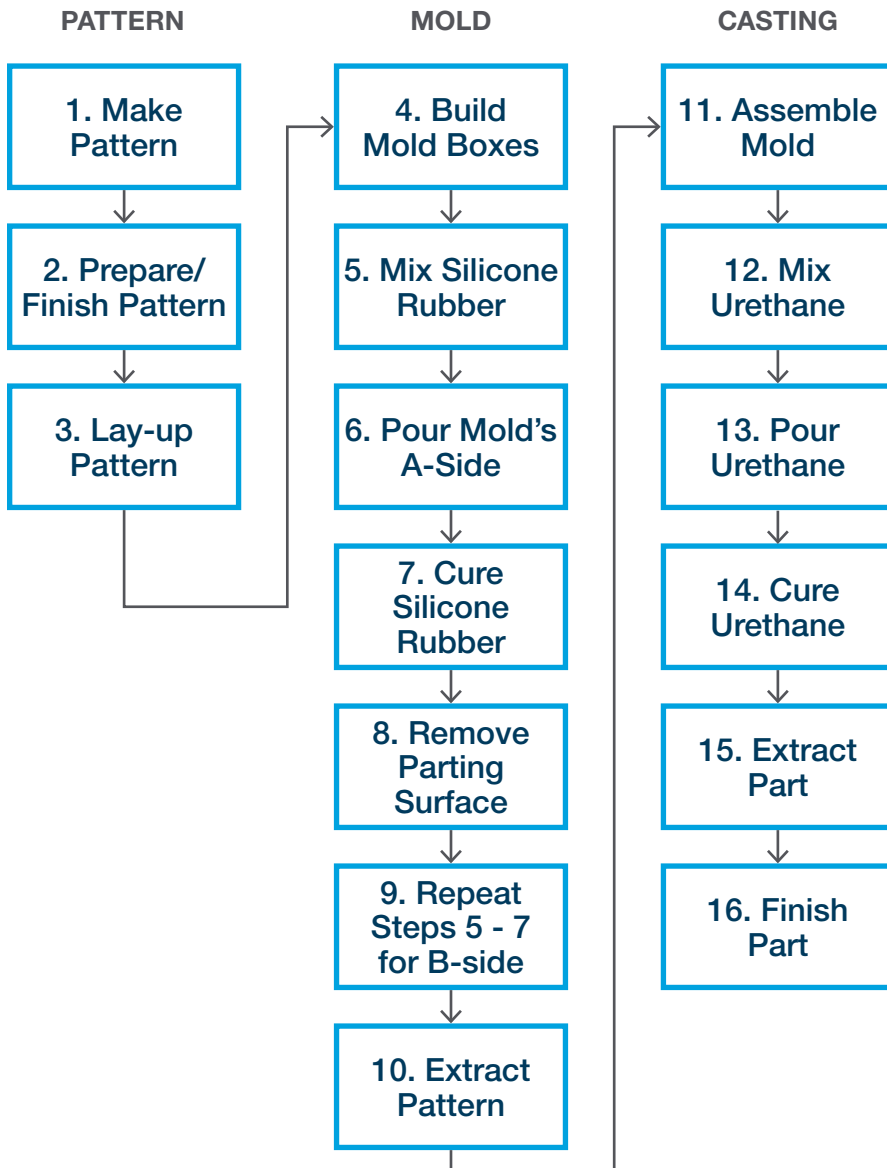 PATTERN
1. Make
Pattern
2. Prepare/
Finish Pattern
3. Lay-up
Pattern
MOLD
4. Build
Mold Boxes
5. Mix Silicone
Rubber
6. Pour Mold’s
A-Side
7. Cure
Silicone
Rubber
8. Remove
Parting
Surface
9. Repeat
Steps 5 - 7
for B-side
10. Extract
Pattern
CASTING
11. Assemble
Mold
12. Mix
Urethane
13. Pour
Urethane
14. Cure
Urethane
15. Extract
Part
16. Finish
Part